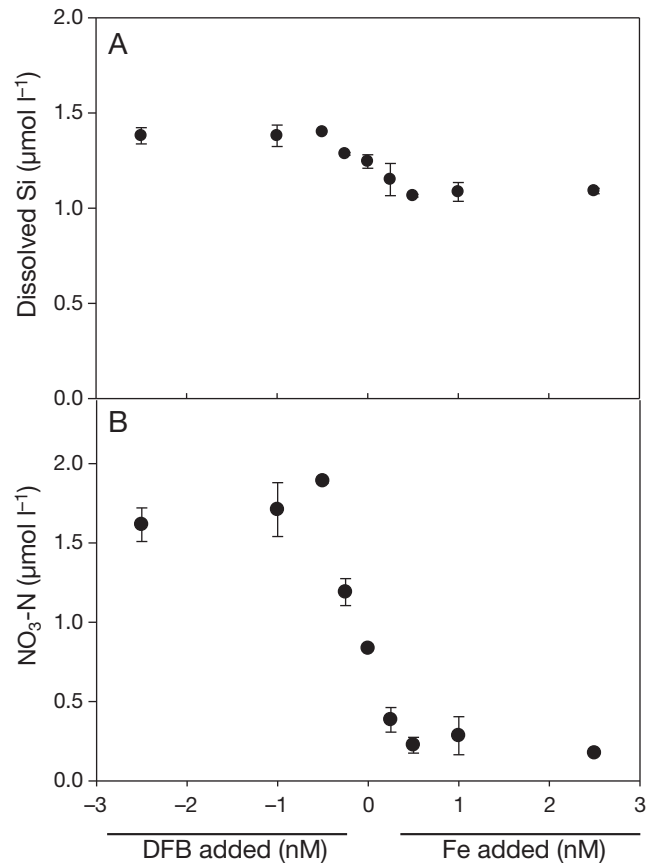 A
2.0
1.5
1.0
0.5
0.0
Dissolved Si (µmol l⁻¹)
B
2.0
1.5
1.0
0.5
0.0
NO₃-N (µmol l⁻¹)
–3 –2 –1 0 1 2 3
DFB added (nM) Fe added (nM)